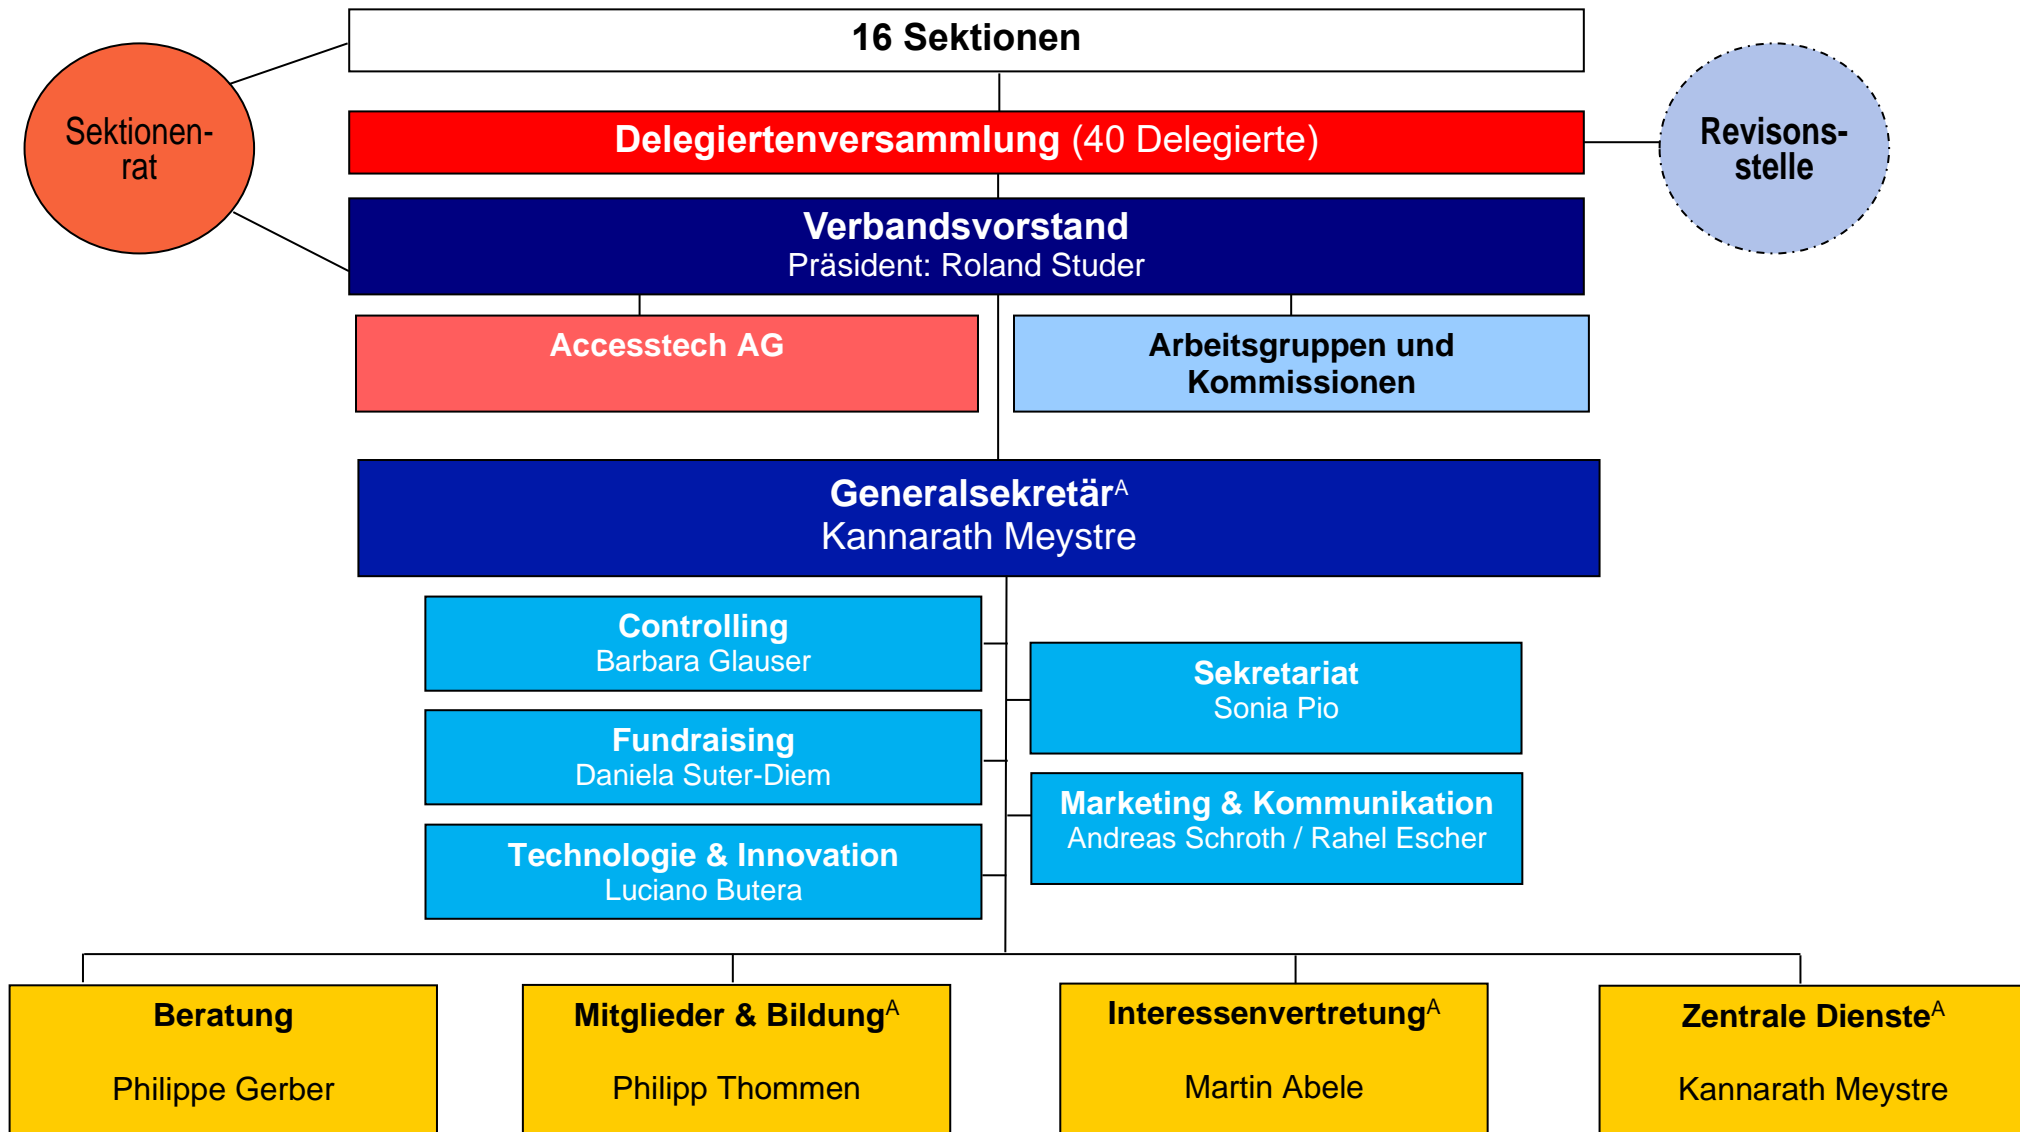 16 Sektionen
Sektionen-
rat
Delegiertenversammlung (40 Delegierte)
Revisons-
stelle
Verbandsvorstand
Präsident: Roland Studer
Accesstech AG
Arbeitsgruppen und
Kommissionen
Generalsekretärᴬ
Kannarath Meystre
Controlling
Barbara Glauser
Sekretariat
Sonia Pio
Fundraising
Daniela Suter-Diem
Marketing & Kommunikation
Andreas Schroth / Rahel Escher
Technologie & Innovation
Luciano Butera
Beratung
Philippe Gerber
Mitglieder & Bildungᴬ
Philipp Thommen
Interessenvertretungᴬ
Martin Abele
Zentrale Diensteᴬ
Kannarath Meystre